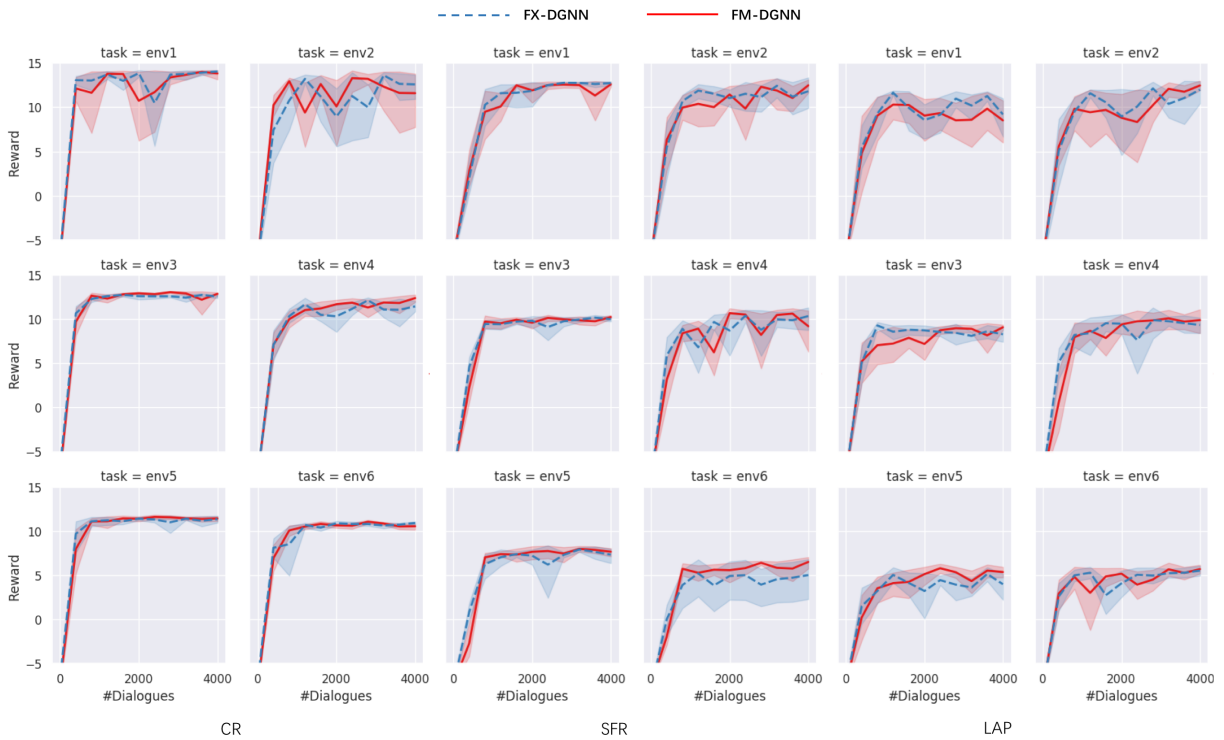 FX-DGNN FM-DGNN
task = env1 task = env2 task = env1 task = env2 task = env1 task = env2
15
10
5
0
−5
Reward
task = env3 task = env4 task = env3 task = env4 task = env3 task = env4
15
10
5
0
−5
Reward
task = env5 task = env6 task = env5 task = env6 task = env5 task = env6
15
10
5
0
−5
Reward
0 2000 4000 0 2000 4000 0 2000 4000 0 2000 4000 0 2000 4000 0 2000 4000
#Dialogues #Dialogues #Dialogues #Dialogues #Dialogues #Dialogues
CR SFR LAP